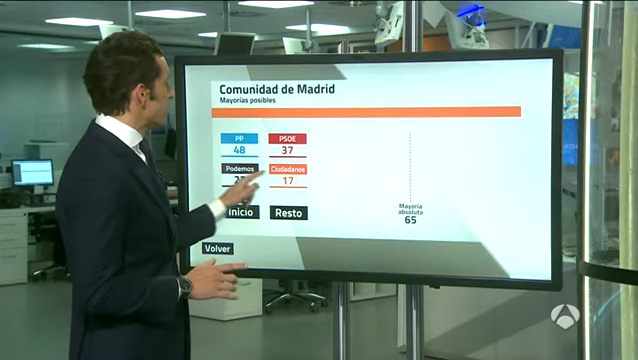 Comunidad de Madrid
Mayorías posibles
PP
PSOE
48
37
Podemos
Ciudadanos
17
Inicio
Resto
Mayoría
absoluta
65
Volver